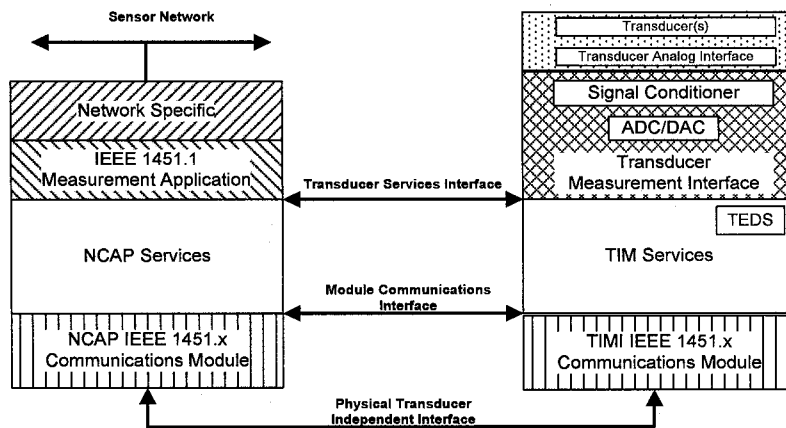 Sensor Network
Network Specific
IEEE 1451.1
Measurement Application
NCAP Services
NCAP IEEE 1451.x
Communications Module
Transducer Services Interface
Module Communications
Interface
Physical Transducer
Independent Interface
Transducer(s)
Transducer Analog Interface
Signal Conditioner
ADC/DAC
Transducer
Measurement Interface
TEDS
TIM Services
TIMI IEEE 1451.x
Communications Module